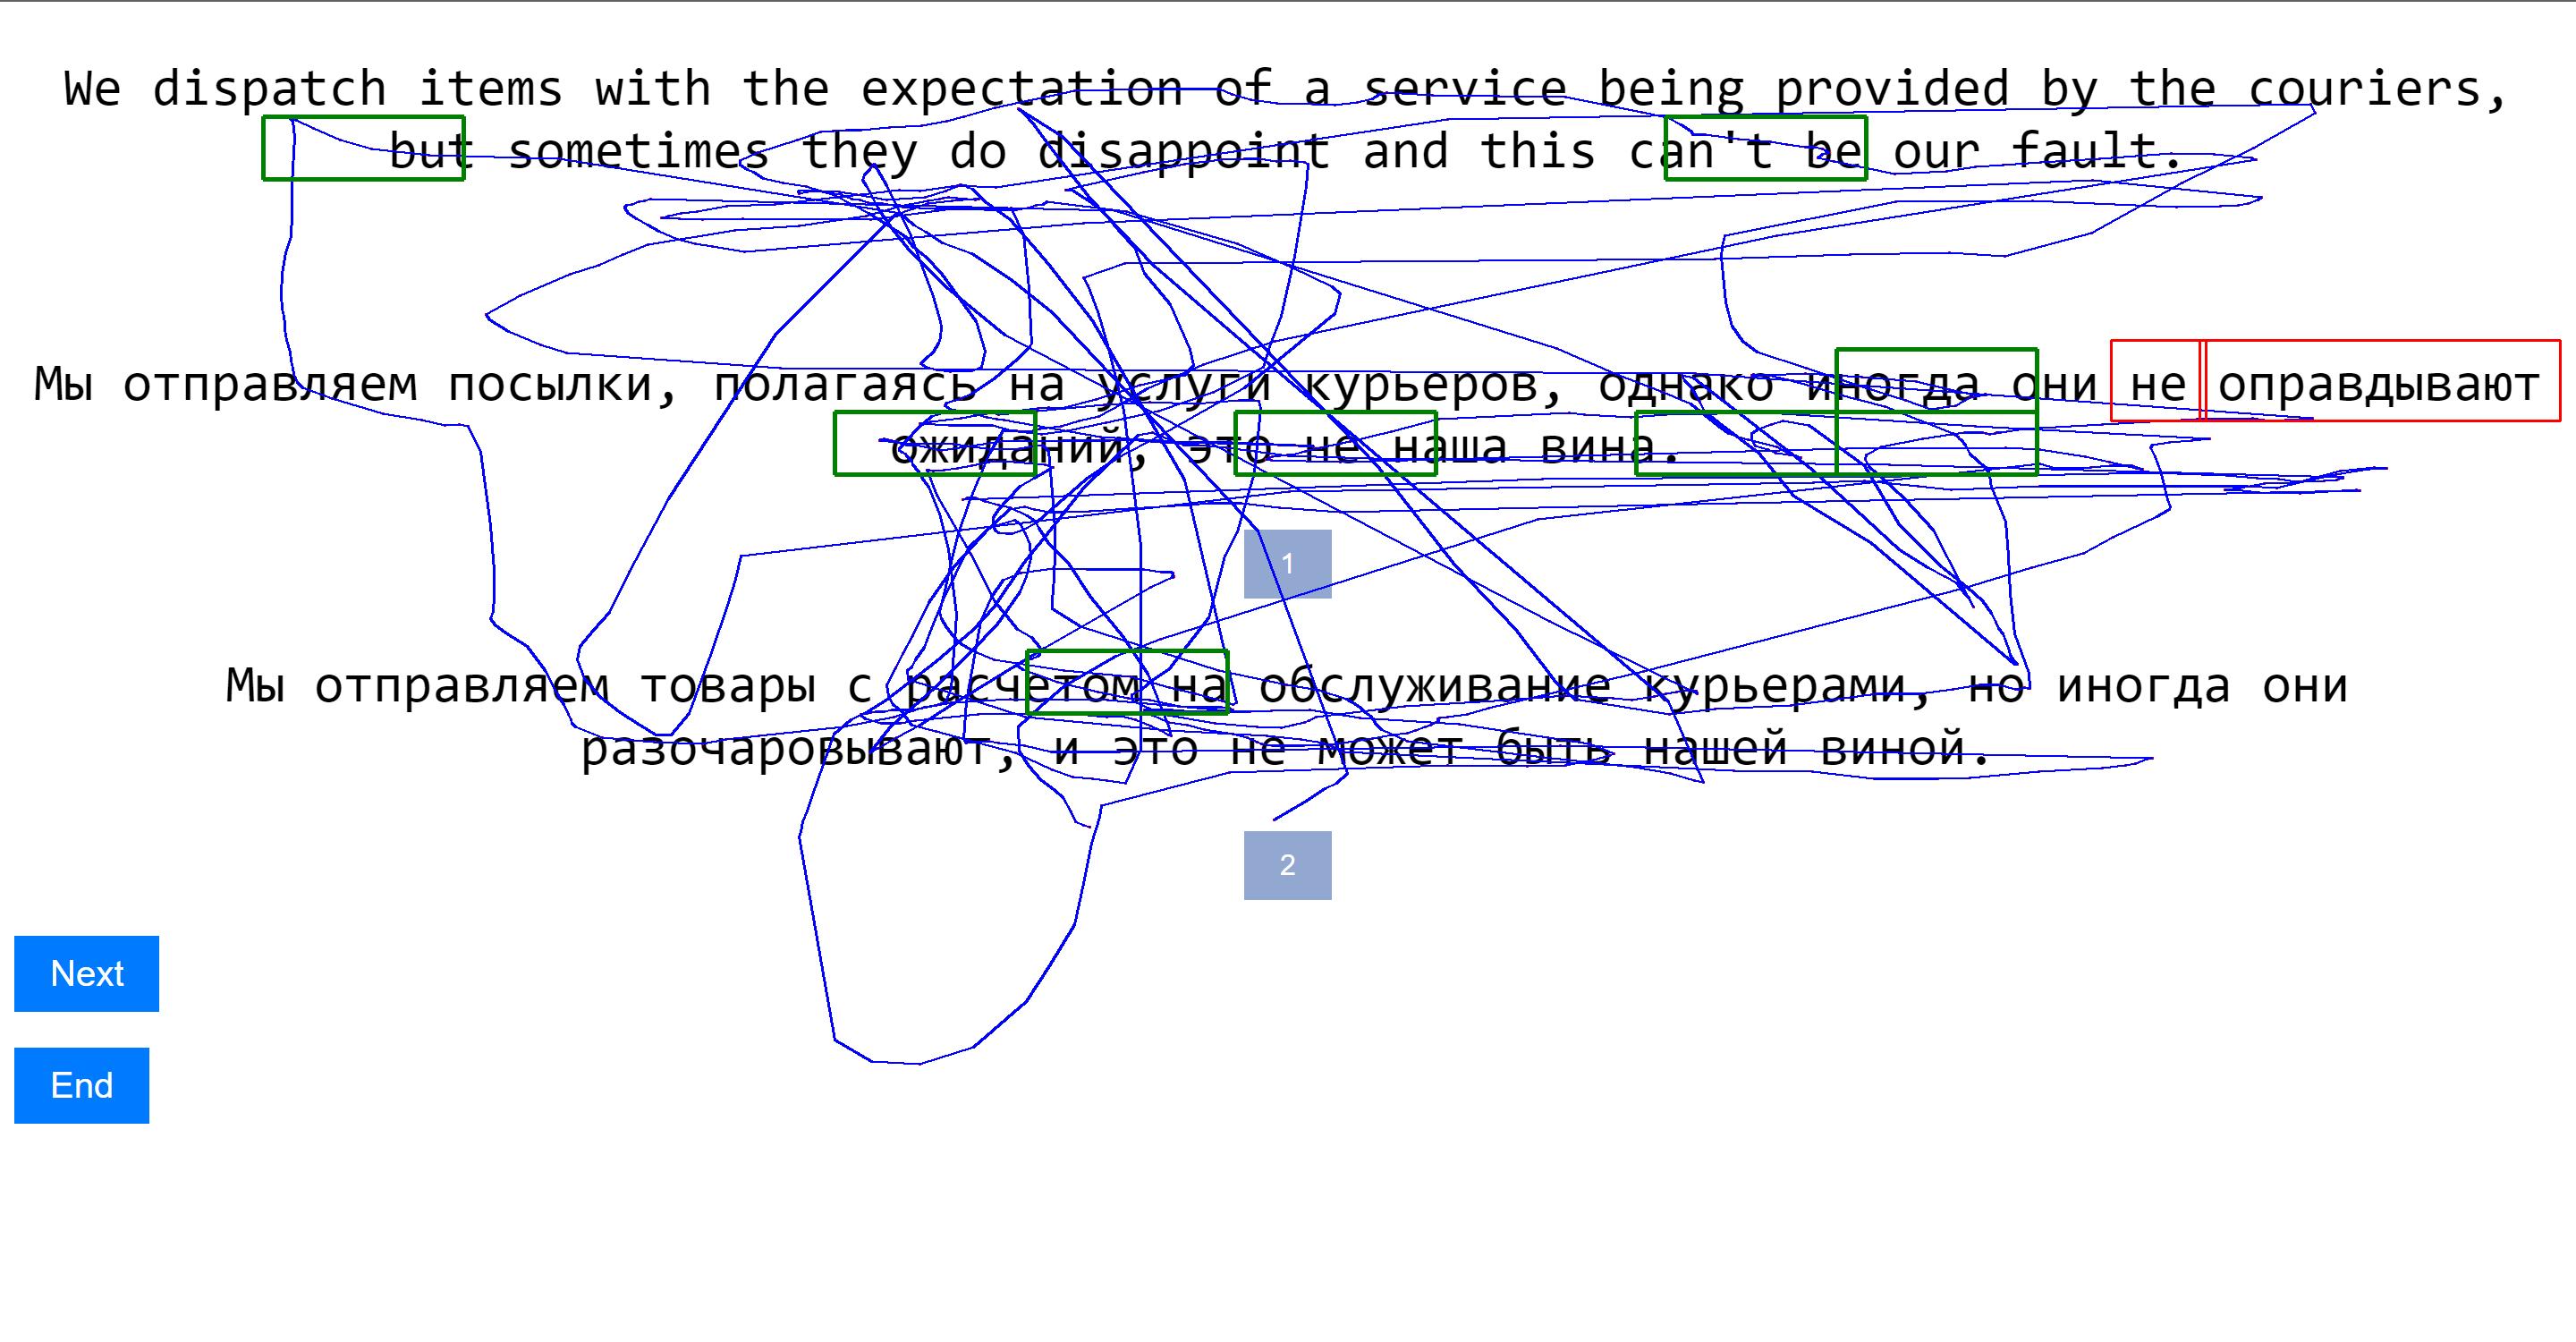 We dispatch items with the expectation of a service being provided by the couriers,
but sometimes they do disappoint and this can't be our fault.
Мы отправляем посылки, полагаясь на услуги курьеров, однако иногда они не оправдывают
ожиданий, это не наша вина.
1
Мы отправляем товары с расчетом на обслуживание курьерами, но иногда они
разочаровывают, и это не может быть нашей виной.
2
Next
End